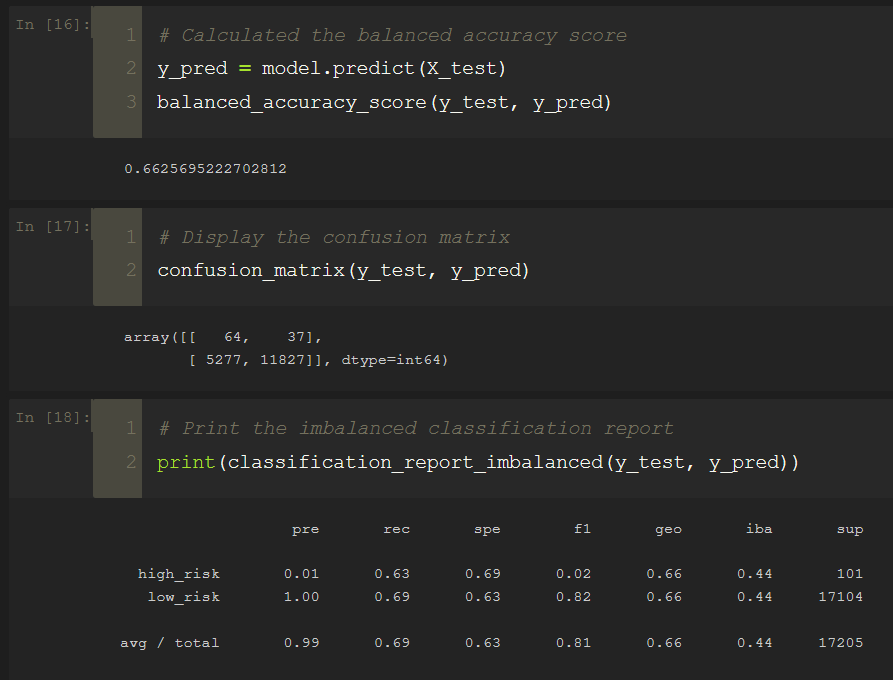 In [16]:
1 # Calculated the balanced accuracy score
2 y_pred = model.predict(X_test)
3 balanced_accuracy_score(y_test, y_pred)
0.6625695222702812
In [17]:
1 # Display the confusion matrix
2 confusion_matrix(y_test, y_pred)
array([[   64,    37],
       [ 5277, 11827]], dtype=int64)
In [18]:
1 # Print the imbalanced classification report
2 print(classification_report_imbalanced(y_test, y_pred))
pre rec spe f1 geo iba sup
high_risk 0.01 0.63 0.69 0.02 0.66 0.44 101
low_risk 1.00 0.69 0.63 0.82 0.66 0.44 17104
avg / total 0.99 0.69 0.63 0.81 0.66 0.44 17205